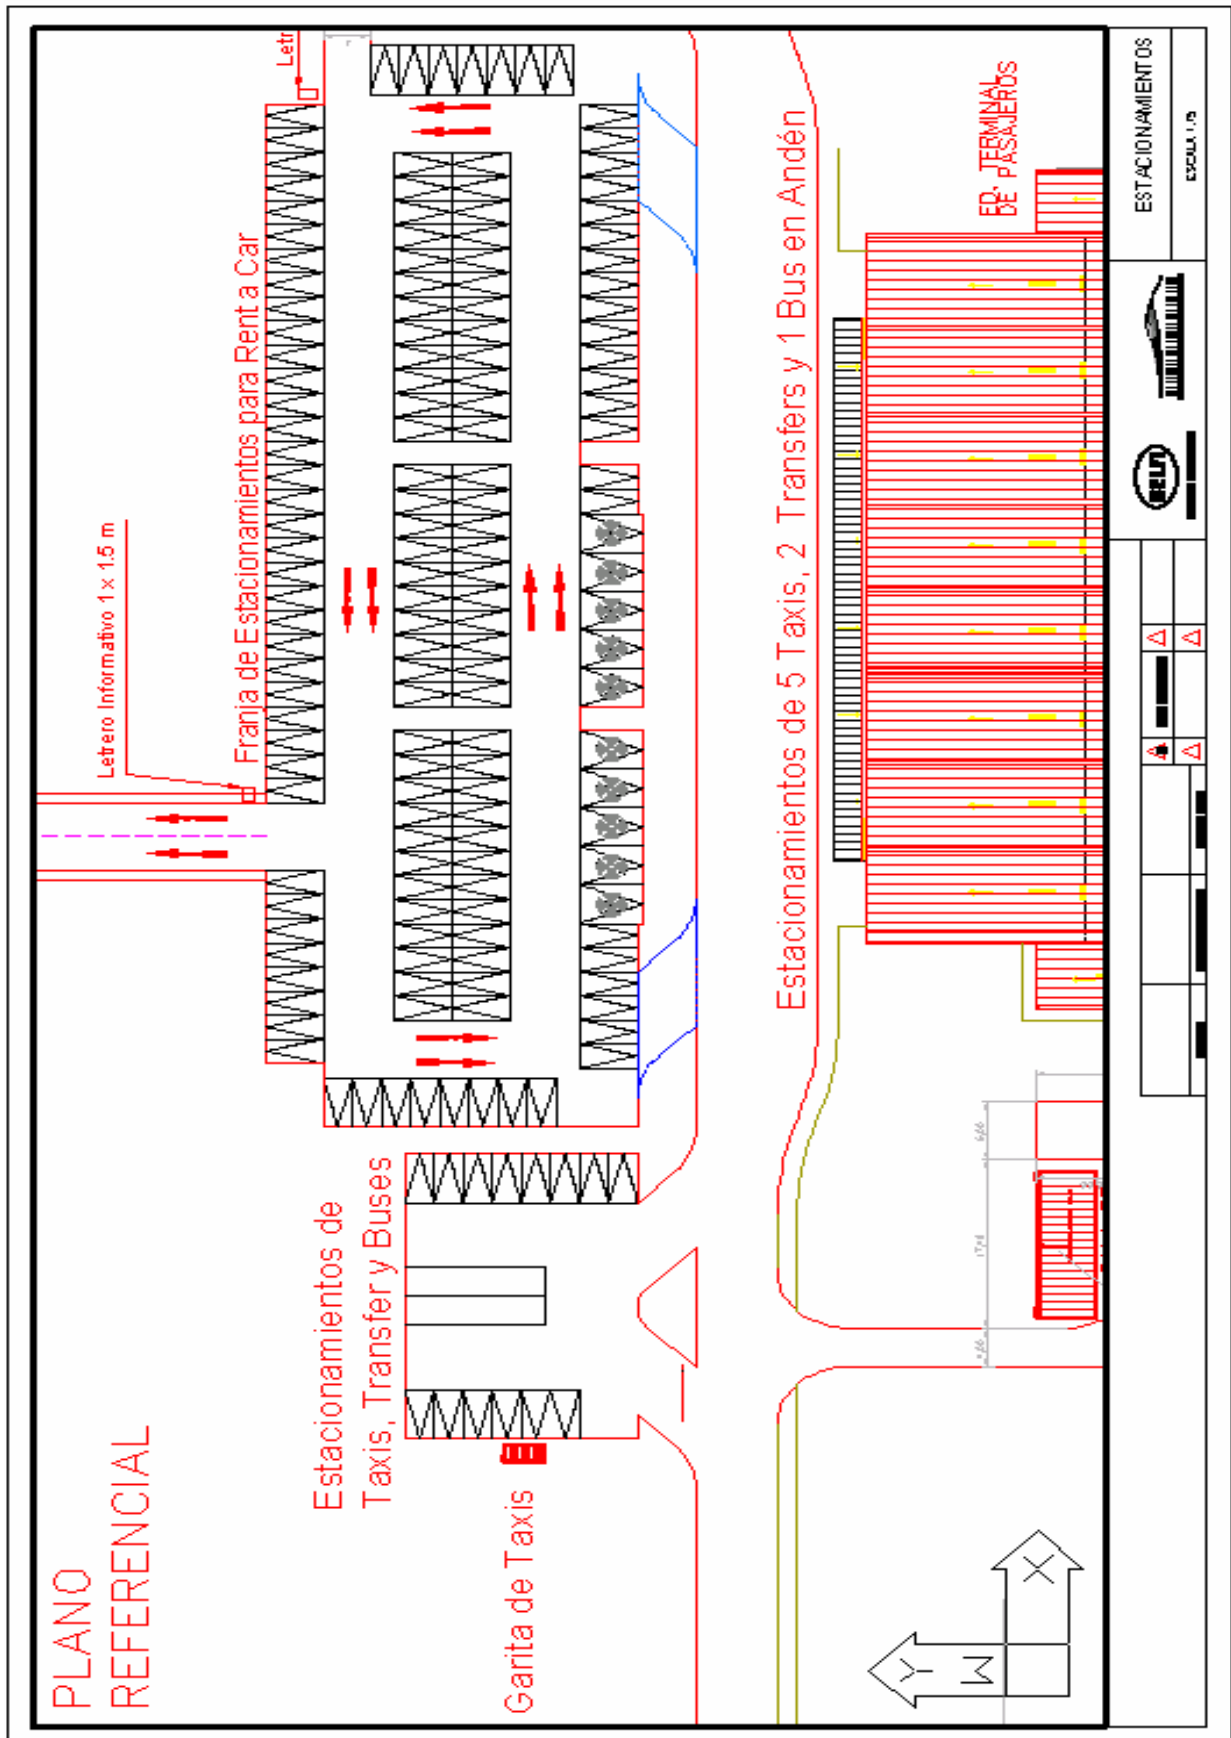 PLANO
REFERENCIAL
Letrero Informativo 1 x 1.5 m
Letr
Franja de Estacionamientos para Rent a Car
Estacionamientos de
Taxis, Transfer y Buses
Garita de Taxis
Estacionamientos de 5 Taxis, 2 Transfers y 1 Bus en Andén
ED. TERMINAL
DE PASAJEROS
ESTACIONAMIENTOS
Y
M
X